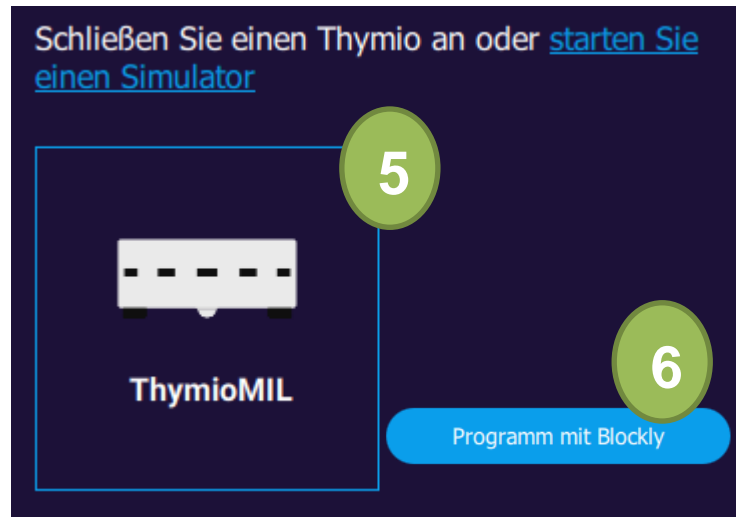 Schließen Sie einen Thymio an oder starten Sie
einen Simulator
5
ThymioMIL
6
Programm mit Blockly